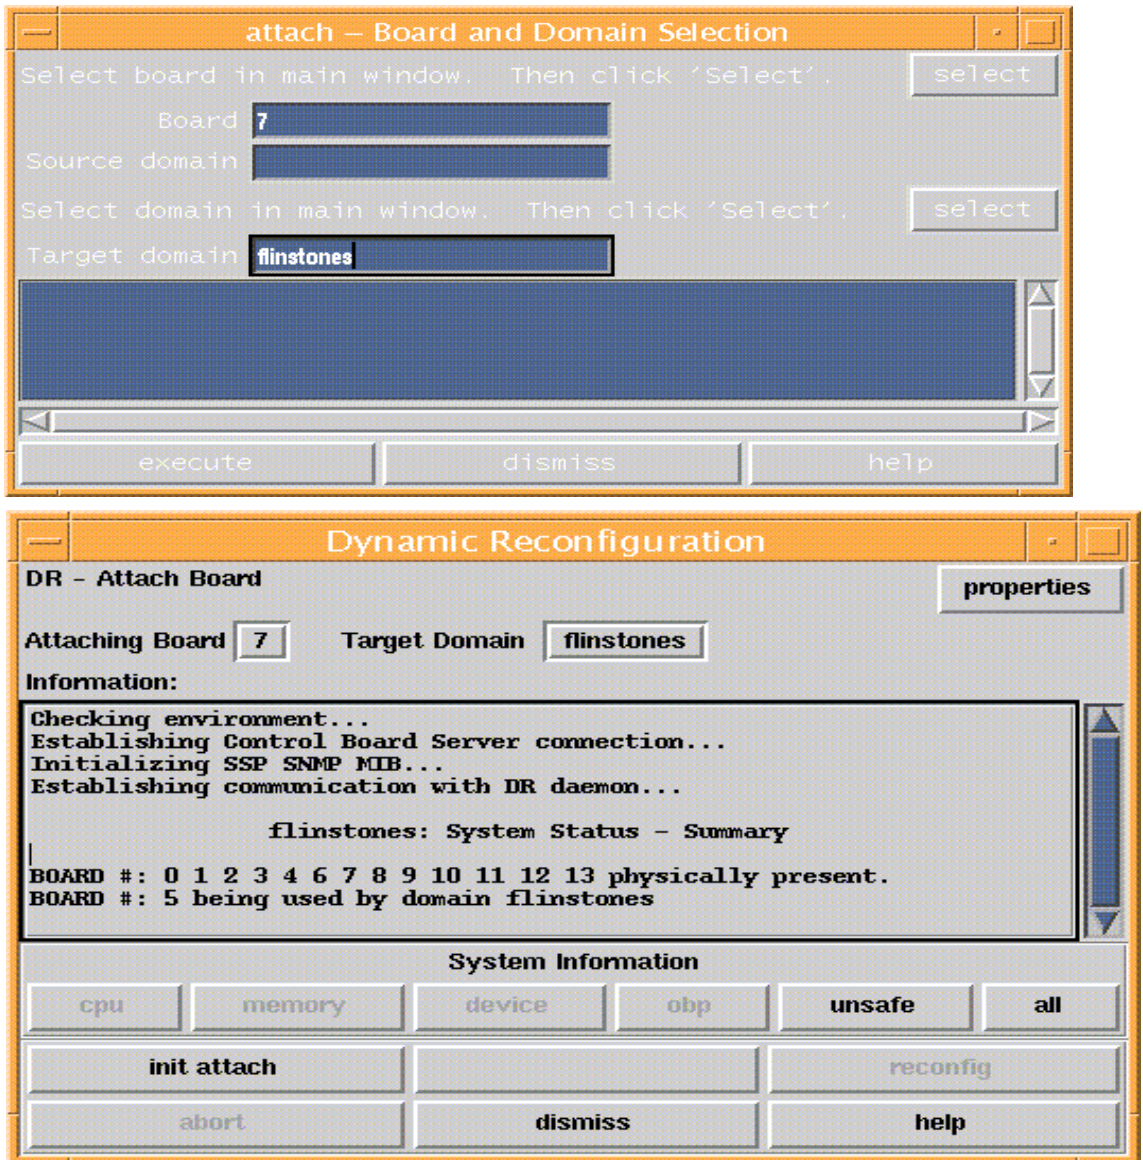 attach – Board and Domain Selection
Select board in main window.  Then click 'Select'. select
Board 7
Source domain
Select domain in main window.  Then click 'Select'. select
Target domain flinstones
execute dismiss help
Dynamic Reconfiguration
DR – Attach Board properties
Attaching Board 7 Target Domain flinstones
Information:
Checking environment...
Establishing Control Board Server connection...
Initializing SSP SNMP MIB...
Establishing communication with DR daemon...
flinstones: System Status – Summary
BOARD #: 0 1 2 3 4 6 7 8 9 10 11 12 13 physically present.
BOARD #: 5 being used by domain flinstones
System Information
cpu memory device obp unsafe all
init attach reconfig
abort dismiss help